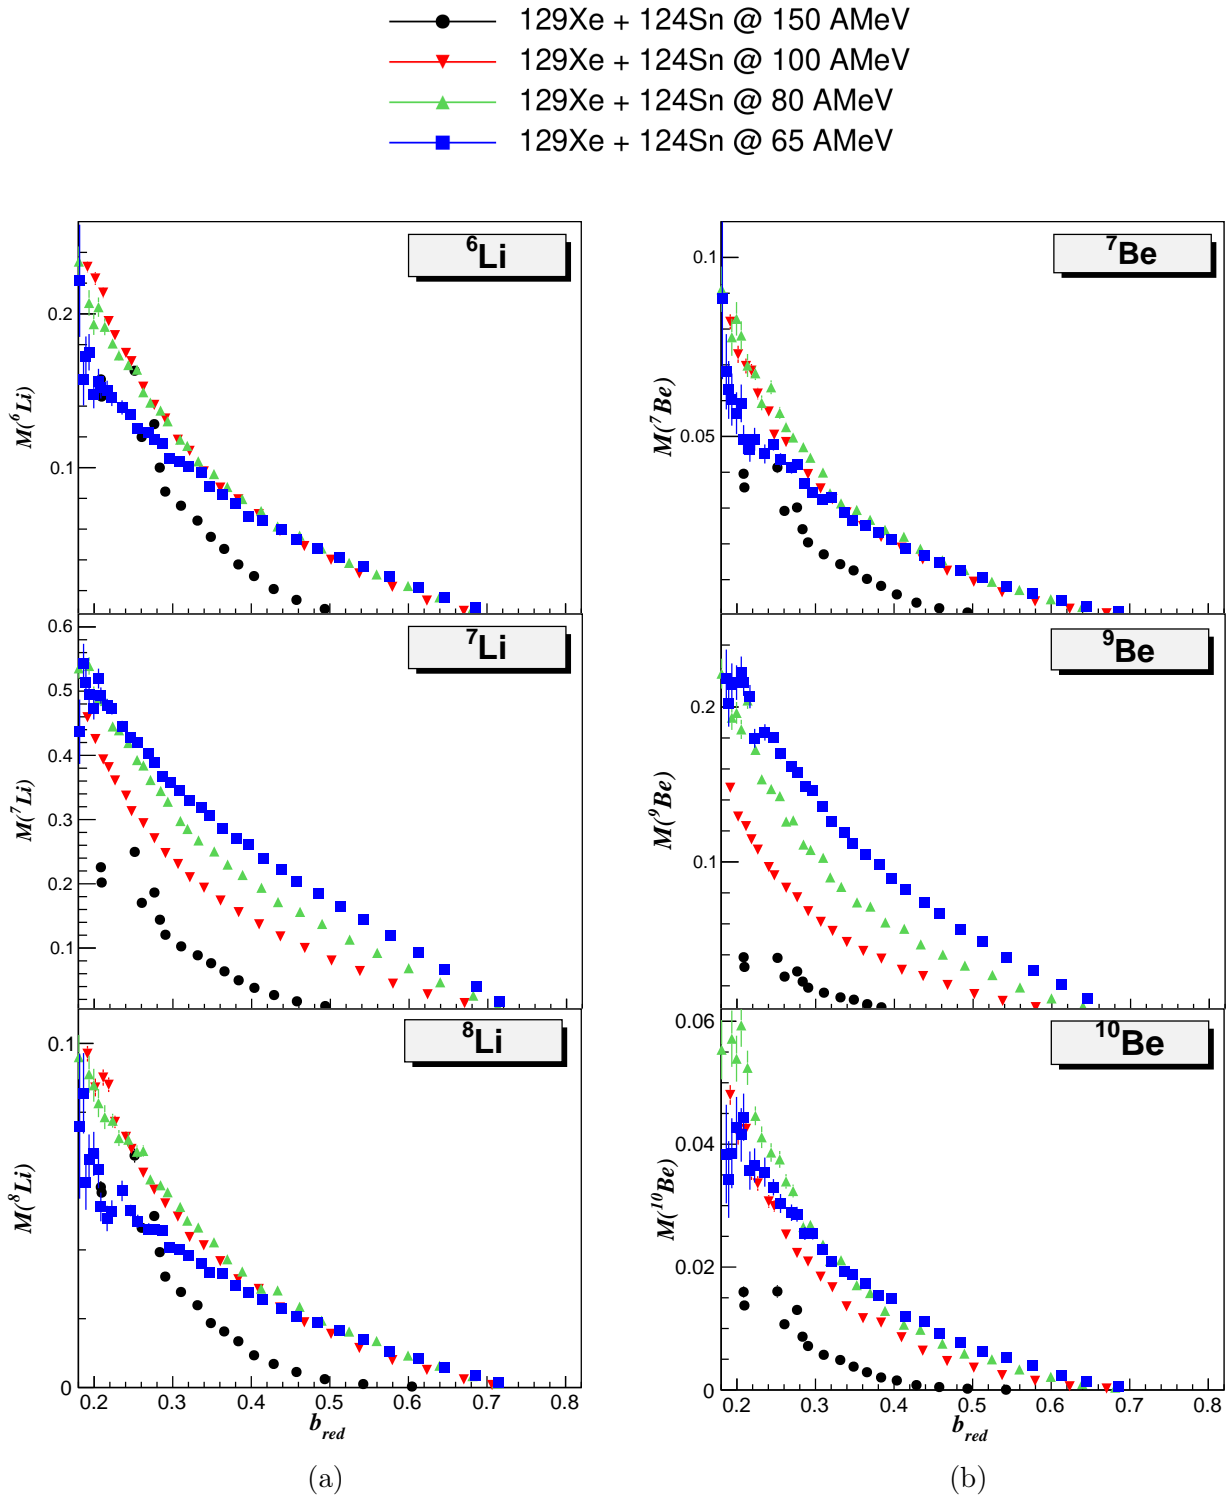 129Xe + 124Sn @ 150 AMeV
129Xe + 124Sn @ 100 AMeV
129Xe + 124Sn @ 80 AMeV
129Xe + 124Sn @ 65 AMeV
⁶Li
M(⁶Li)
0.2
0.1
⁷Li
M(⁷Li)
0.6
0.5
0.4
0.3
0.2
0.1
⁸Li
M(⁸Li)
0.1
0
0.2 0.3 0.4 0.5 0.6 0.7 0.8
b_red
(a)
⁷Be
M(⁷Be)
0.1
0.05
⁹Be
M(⁹Be)
0.2
0.1
¹⁰Be
M(¹⁰Be)
0.06
0.04
0.02
0
0.2 0.3 0.4 0.5 0.6 0.7 0.8
b_red
(b)